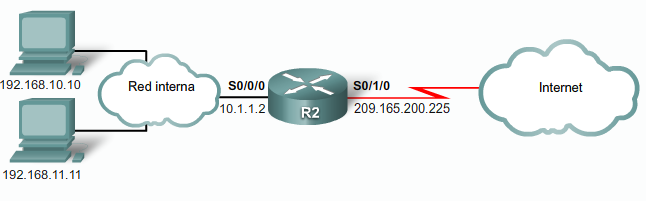 192.168.10.10
Red interna
S0/0/0
10.1.1.2
R2
S0/1/0
209.165.200.225
Internet
192.168.11.11